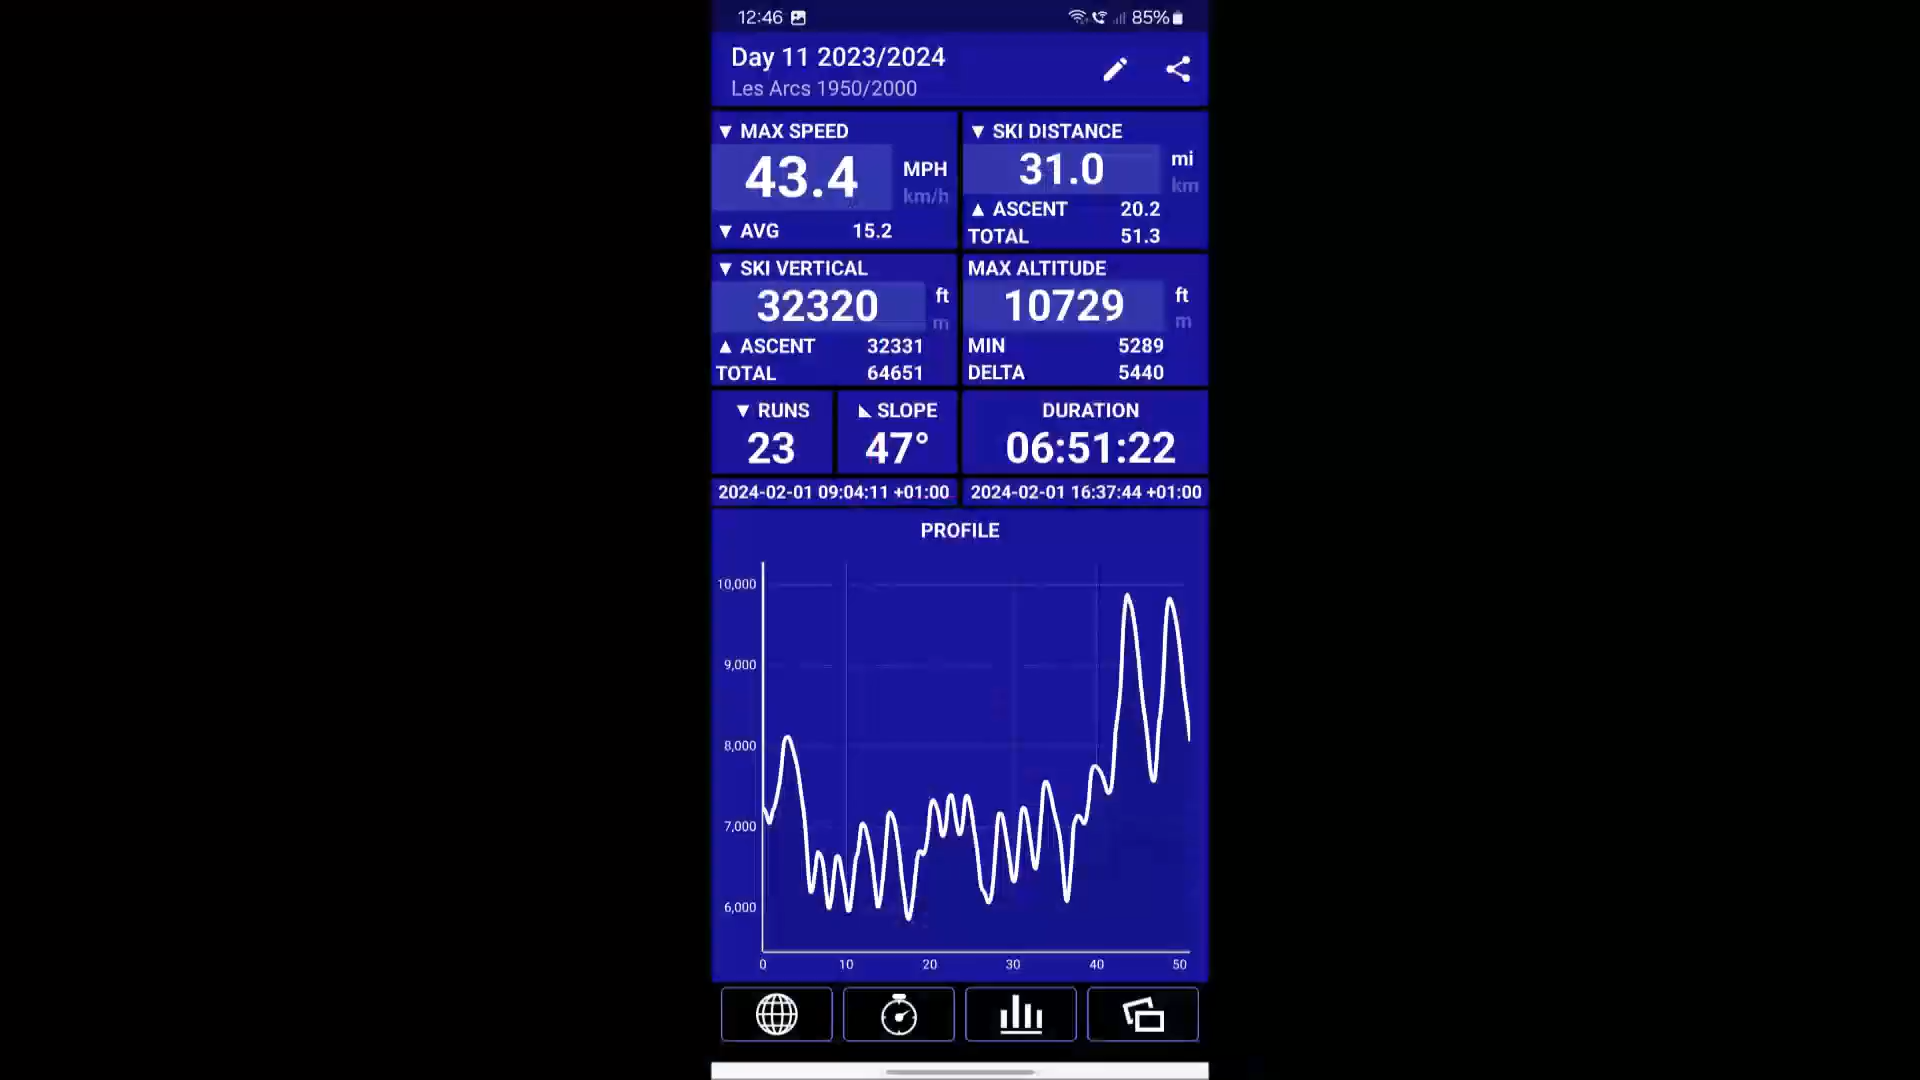 12:46 85%
Day 11 2023/2024
Les Arcs 1950/2000
▼ MAX SPEED
43.4 MPH
km/h
▼ AVG 15.2
▼ SKI DISTANCE
31.0 mi
km
▲ ASCENT 20.2
TOTAL 51.3
▼ SKI VERTICAL
32320 ft
m
▲ ASCENT 32331
TOTAL 64651
MAX ALTITUDE
10729 ft
m
MIN 5289
DELTA 5440
▼ RUNS
23
◣ SLOPE
47°
DURATION
06:51:22
2024-02-01 09:04:11 +01:00
2024-02-01 16:37:44 +01:00
PROFILE
10,000
9,000
8,000
7,000
6,000
0 10 20 30 40 50